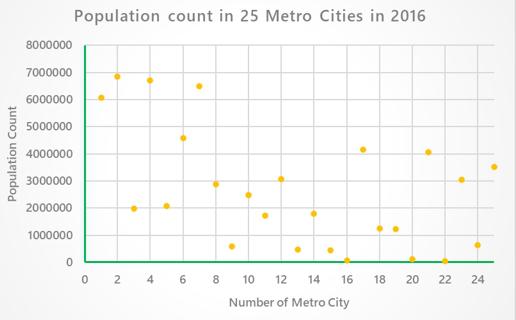 Population count in 25 Metro Cities in 2016
8000000
7000000
6000000
5000000
4000000
3000000
2000000
1000000
0
Population Count
0 2 4 6 8 10 12 14 16 18 20 22 24
Number of Metro City